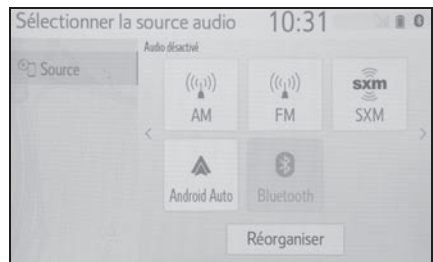 Sélectionner la source audio 10:31
Audio désactivé
Source
AM FM SXM
SXM
Android Auto Bluetooth
Réorganiser